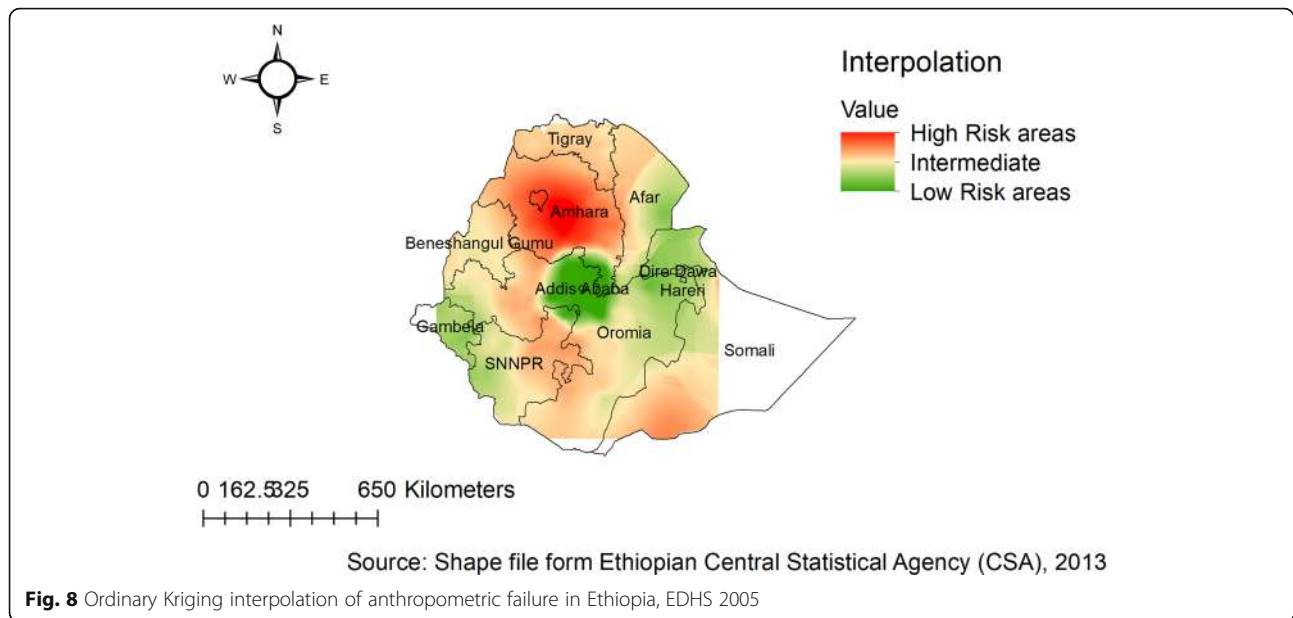 N
W E
S
Interpolation
Value
High Risk areas
Intermediate
Low Risk areas
Tigray
Afar
Amhara
Beneshangul Gumu
Dire Dawa
Addis Ababa
Hareri
Gambela
Oromia
SNNPR
Somali
0 162.5325 650 Kilometers
Source: Shape file form Ethiopian Central Statistical Agency (CSA), 2013
Fig. 8 Ordinary Kriging interpolation of anthropometric failure in Ethiopia, EDHS 2005